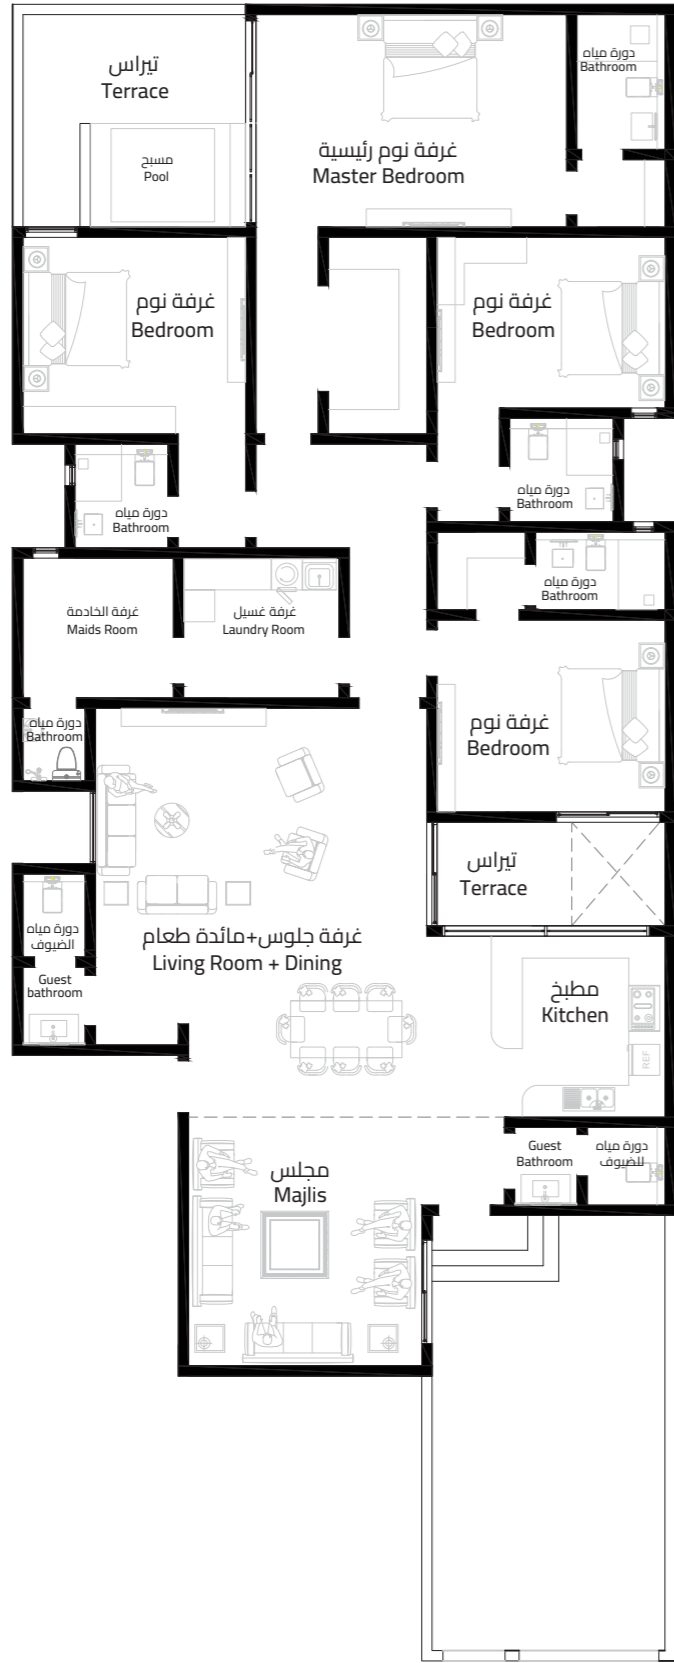 تيراس
Terrace
مسبح
Pool
غرفة نوم رئيسية
Master Bedroom
دورة مياه
Bathroom
غرفة نوم
Bedroom
غرفة نوم
Bedroom
دورة مياه
Bathroom
دورة مياه
Bathroom
دورة مياه
Bathroom
غرفة الخادمة
Maids Room
غرفة غسيل
Laundry Room
دورة مياه
Bathroom
غرفة نوم
Bedroom
تيراس
Terrace
دورة مياه
الضيوف
Guest
bathroom
غرفة جلوس+مائدة طعام
Living Room + Dining
مطبخ
Kitchen
REF
مجلس
Majlis
Guest
Bathroom
دورة مياه
للضيوف